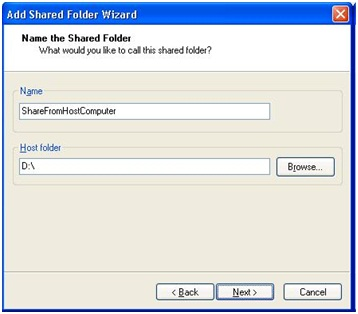 Add Shared Folder Wizard
Name the Shared Folder
What would you like to call this shared folder?
Name
ShareFromHostComputer
Host folder
D:\
Browse...
< Back
Next >
Cancel